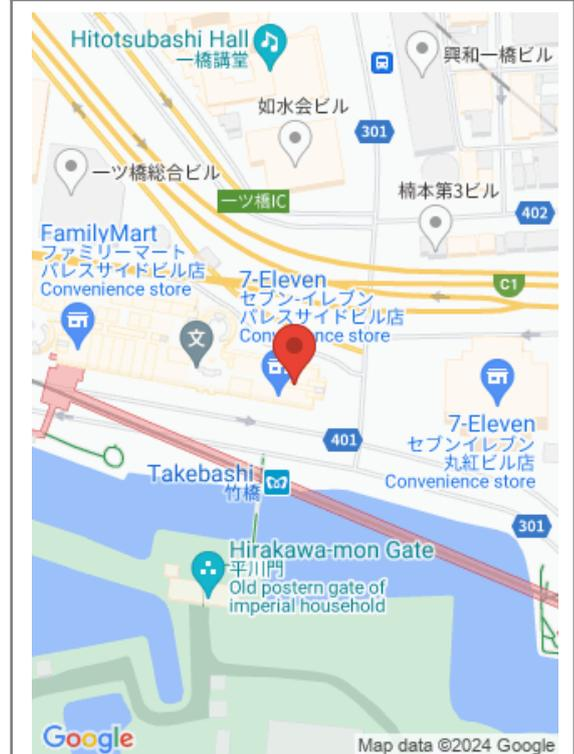 Hitotsubashi Hall
一橋講堂
興和一橋ビル
如水会ビル
301
一ツ橋総合ビル
楠本第3ビル
一ツ橋IC
402
FamilyMart
ファミリーマート
パレスサイドビル店
Convenience store
7-Eleven
セブン-イレブン
パレスサイドビル店
Convenience store
C1
文
7-Eleven
セブンイレブン
丸紅ビル店
Convenience store
401
Takebashi
竹橋
301
Hirakawa-mon Gate
平川門
Old postern gate of
imperial household
Google
Map data ©2024 Google